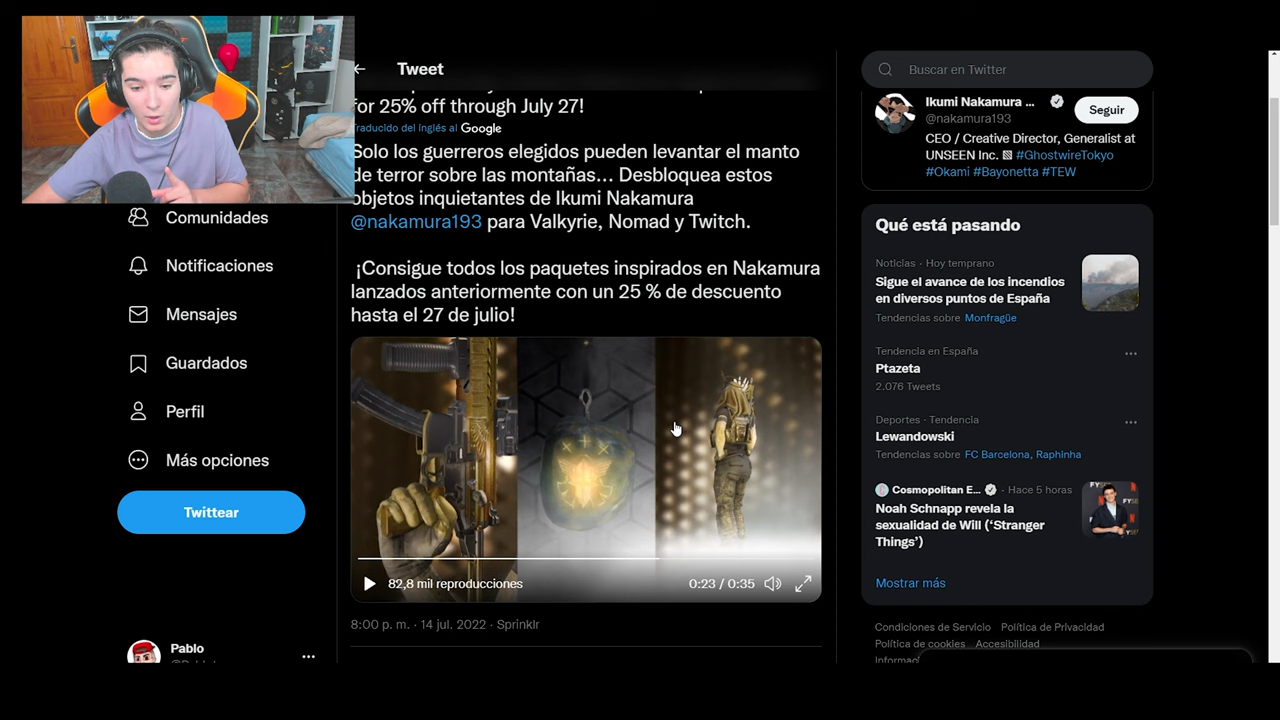 Tweet
for 25% off through July 27!
Traducido del inglés al Google
Solo los guerreros elegidos pueden levantar el manto
de terror sobre las montañas... Desbloquea estos
objetos inquietantes de Ikumi Nakamura
@nakamura193 para Valkyrie, Nomad y Twitch.
¡Consigue todos los paquetes inspirados en Nakamura
lanzados anteriormente con un 25 % de descuento
hasta el 27 de julio!
82,8 mil reproducciones
0:23 / 0:35
8:00 p. m. · 14 jul. 2022 · Sprinklr
Comunidades
Notificaciones
Mensajes
Guardados
Perfil
Más opciones
Twittear
Pablo
Buscar en Twitter
Ikumi Nakamura ...
@nakamura193
Seguir
CEO / Creative Director, Generalist at
UNSEEN Inc. #GhostwireTokyo
#Okami #Bayonetta #TEW
Qué está pasando
Noticias · Hoy temprano
Sigue el avance de los incendios
en diversos puntos de España
Tendencias sobre Monfragüe
Tendencia en España
Ptazeta
2.076 Tweets
Deportes · Tendencia
Lewandowski
Tendencias sobre FC Barcelona, Raphinha
Cosmopolitan E... · Hace 5 horas
Noah Schnapp revela la
sexualidad de Will ('Stranger
Things')
Mostrar más
Condiciones de Servicio Política de Privacidad
Política de cookies Accesibilidad